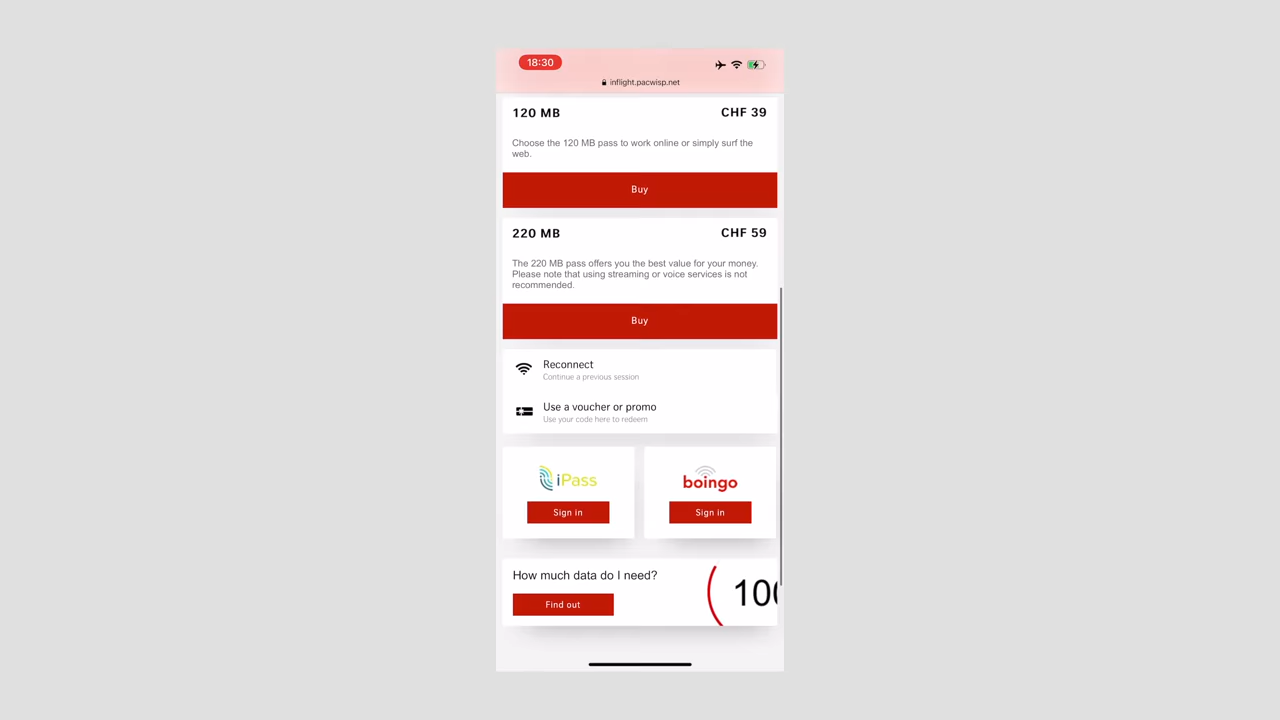 18:30
inflight.pacwisp.net
120 MB
CHF 39
Choose the 120 MB pass to work online or simply surf the
web.
Buy
220 MB
CHF 59
The 220 MB pass offers you the best value for your money.
Please note that using streaming or voice services is not
recommended.
Buy
Reconnect
Continue a previous session
Use a voucher or promo
Use your code here to redeem
iPass
boingo
Sign in
Sign in
How much data do I need?
100
Find out